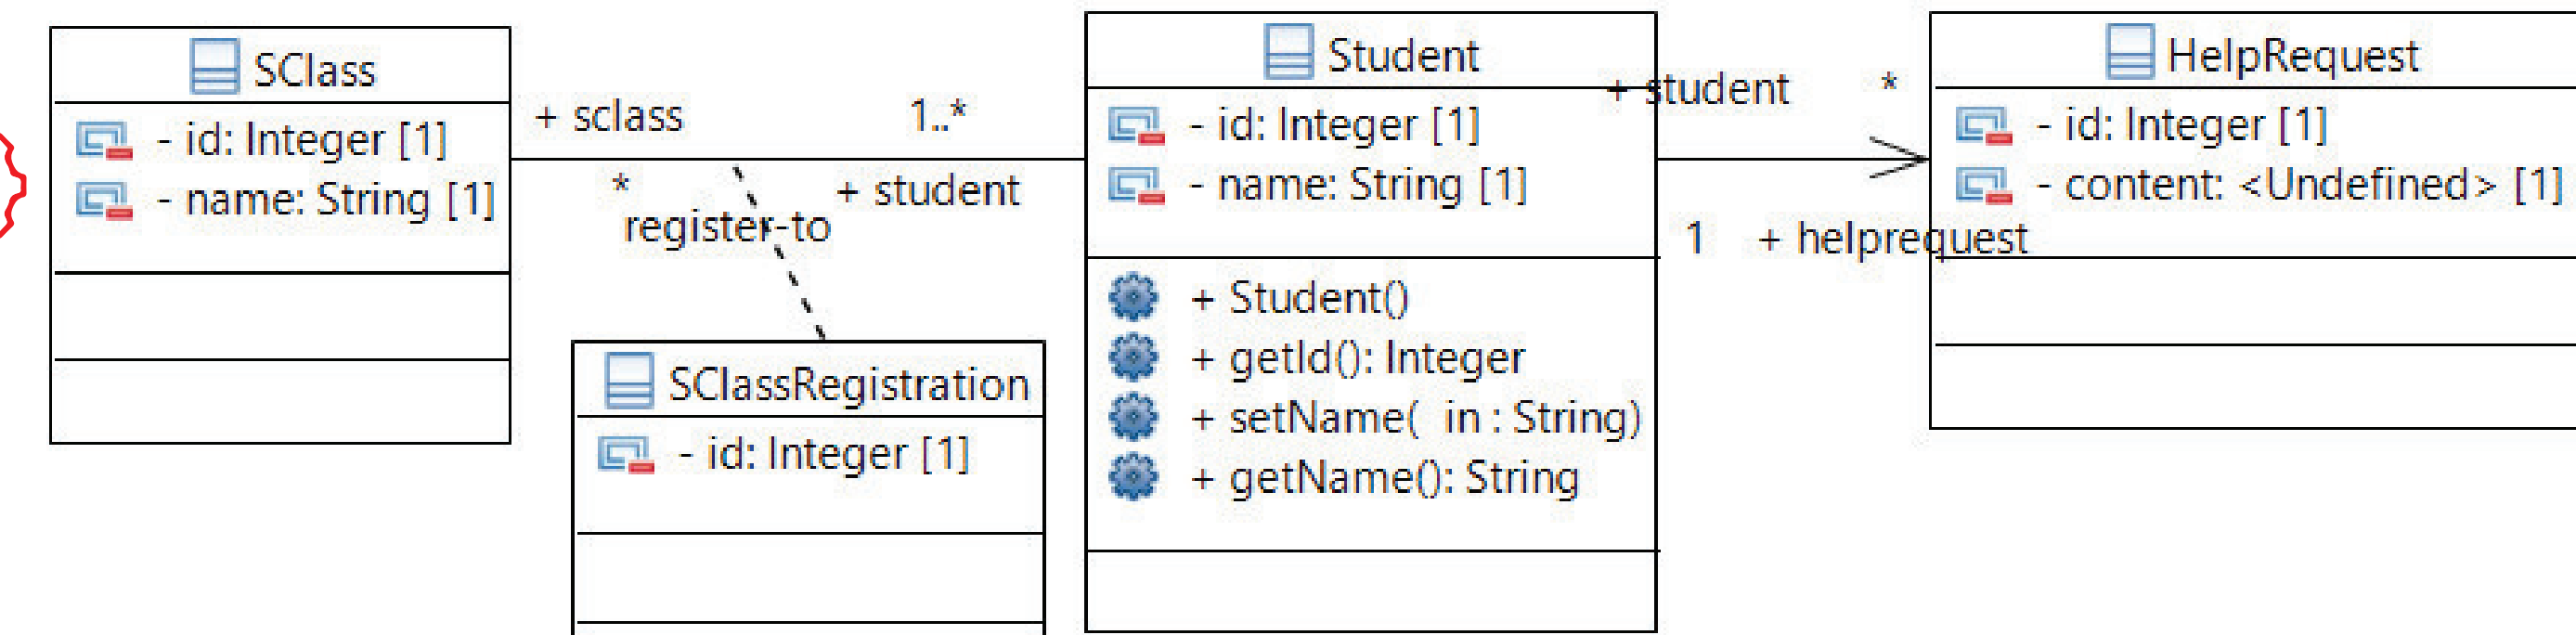 SClass
- id: Integer [1]
- name: String [1]
+ sclass
1..*
*
+ student
register-to
SClassRegistration
- id: Integer [1]
Student
- id: Integer [1]
- name: String [1]
+ Student()
+ getId(): Integer
+ setName( in : String)
+ getName(): String
+ student
*
1
+ helprequest
HelpRequest
- id: Integer [1]
- content: <Undefined> [1]